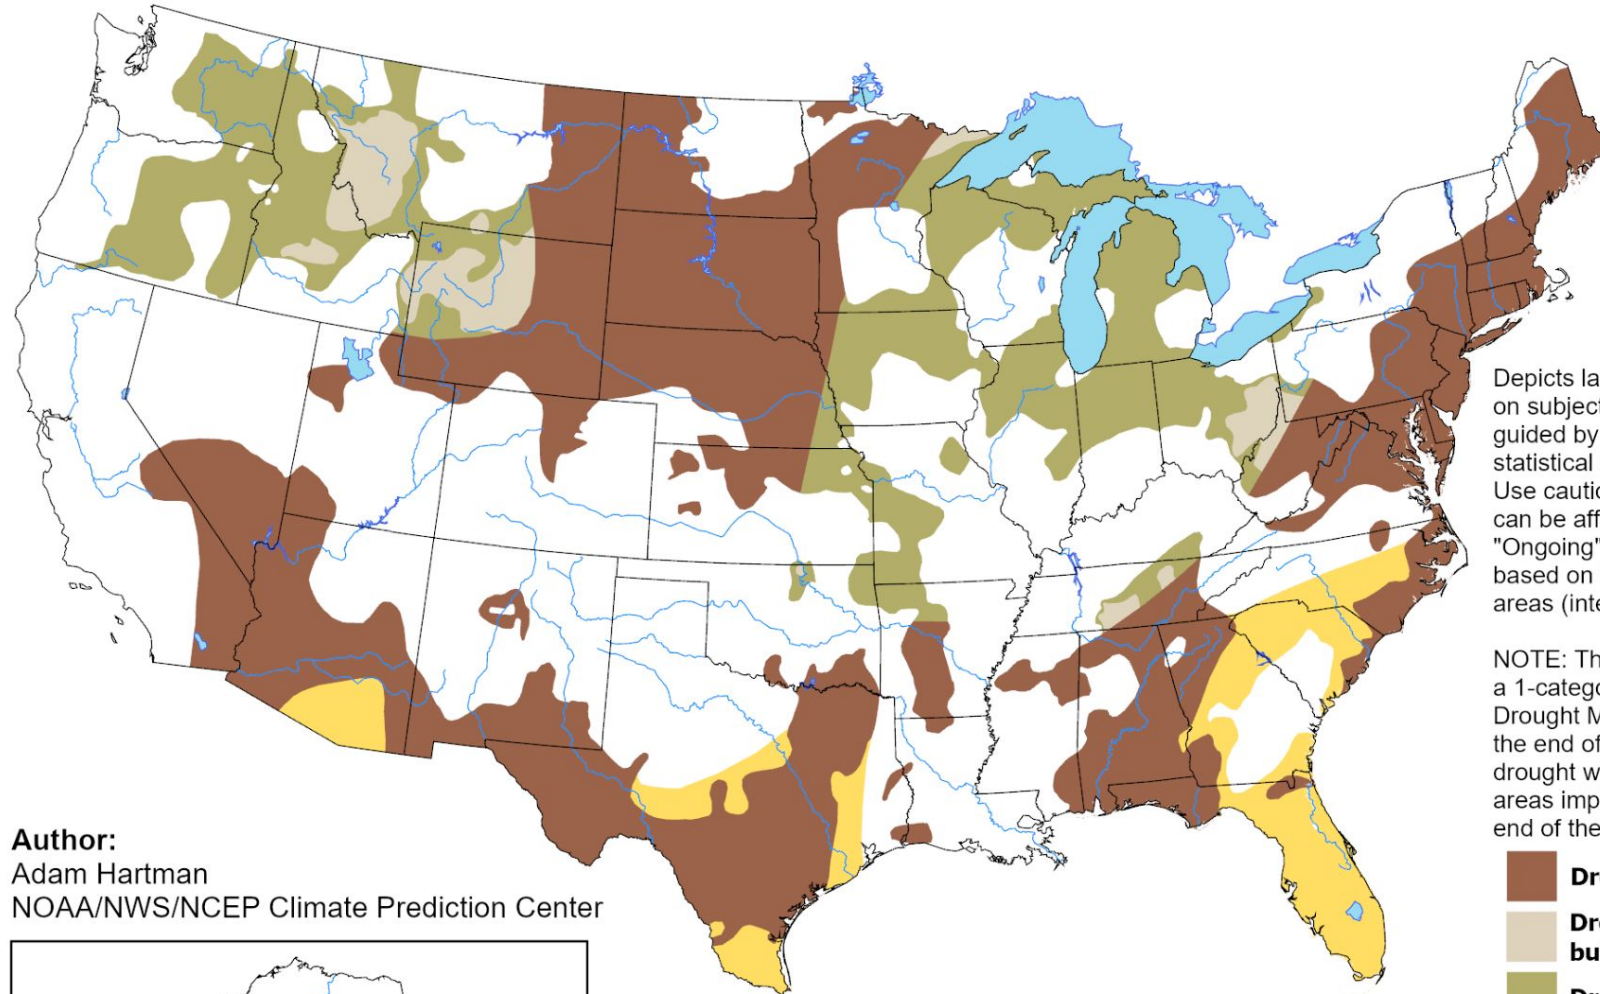 Depicts la
on subject
guided by
statistical
Use cautio
can be affe
"Ongoing"
based on
areas (inte
NOTE: Th
a 1-catego
Drought M
the end of
drought w
areas imp
end of the
Author:
Adam Hartman
NOAA/NWS/NCEP Climate Prediction Center
Dro
Dro
bu